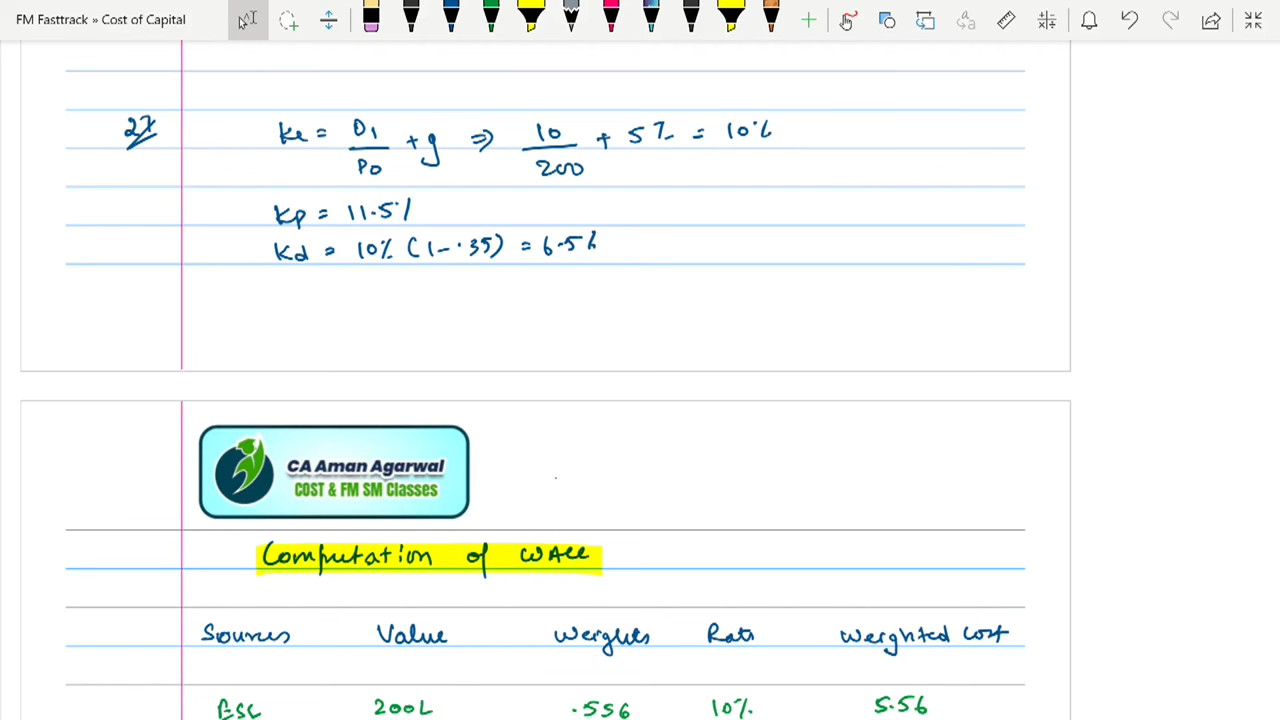 FM Fasttrack » Cost of Capital
27
Ke = D1/P0 + g ⇒ 10/200 + 5% = 10%
Kp = 11.5%
Kd = 10% (1-.35) = 6.5%
CA Aman Agarwal
COST & FM SM Classes
Computation of WACC
Sources Value Weights Rate Weighted Cost
ESC 200L .556 10% 5.56